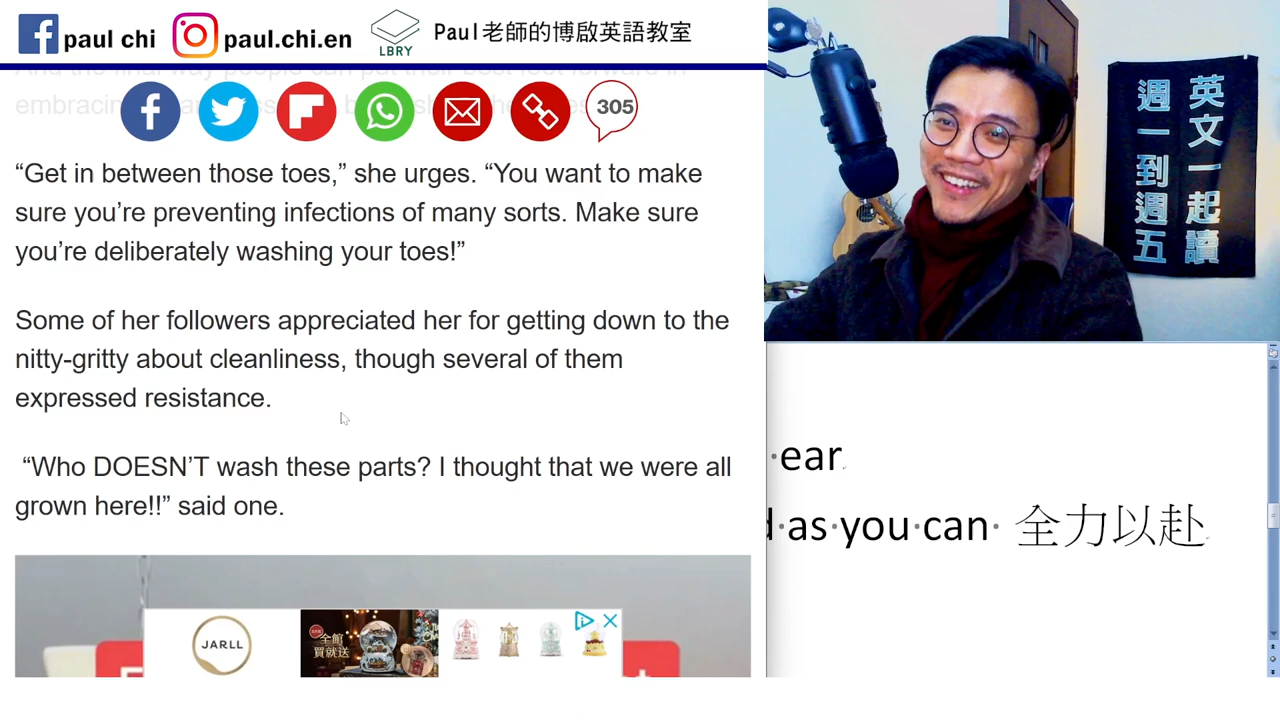 paul chi
paul.chi.en
LBRY
Paul老師的博啟英語教室
embracin
305
“Get in between those toes,” she urges. “You want to make
sure you’re preventing infections of many sorts. Make sure
you’re deliberately washing your toes!”
Some of her followers appreciated her for getting down to the
nitty-gritty about cleanliness, though several of them
expressed resistance.
“Who DOESN’T wash these parts? I thought that we were all
grown here!!” said one.
JARLL
全館
買就送
英文一起讀
週一到週五
ear
as you can 全力以赴